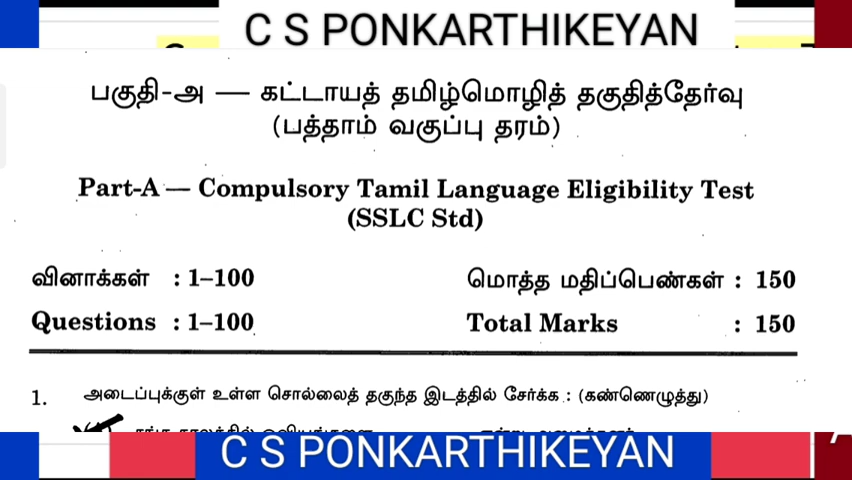 C S PONKARTHIKEYAN
பகுதி-அ — கட்டாயத் தமிழ்மொழித் தகுதித்தேர்வு
(பத்தாம் வகுப்பு தரம்)
Part-A — Compulsory Tamil Language Eligibility Test
(SSLC Std)
வினாக்கள் : 1–100 மொத்த மதிப்பெண்கள் : 150
Questions : 1–100 Total Marks : 150
1. அடைப்புக்குள் உள்ள சொல்லைத் தகுந்த இடத்தில் சேர்க்க : (கண்ணெழுத்து)
C S PONKARTHIKEYAN